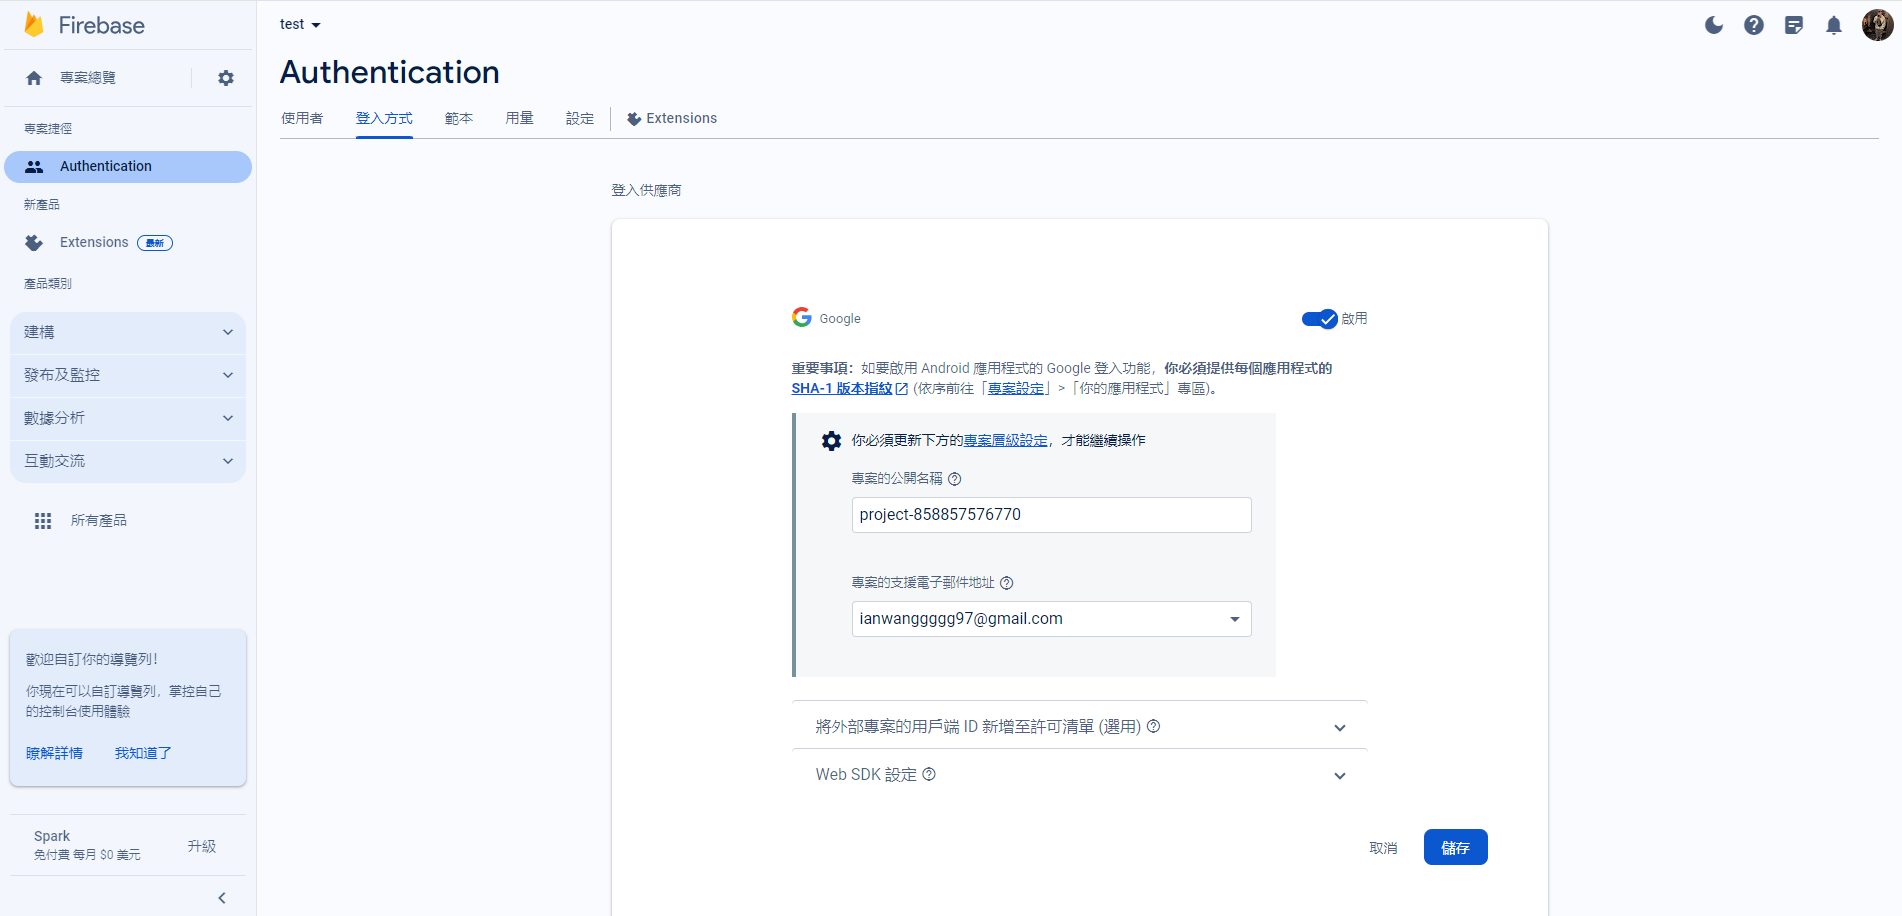 Firebase
test
專案總覽
Authentication
使用者
登入方式
範本
用量
設定
Extensions
專案捷徑
Authentication
新產品
Extensions
最新
產品類別
建構
發布及監控
數據分析
互動交流
所有產品
歡迎自訂你的導覽列！
你現在可以自訂導覽列，掌控自己
的控制台使用體驗
瞭解詳情
我知道了
Spark
免付費 每月 $0 美元
升級
登入供應商
Google
啟用
重要事項：如要啟用 Android 應用程式的 Google 登入功能，你必須提供每個應用程式的
SHA-1 版本指紋 (依序前往「專案設定」>「你的應用程式」專區)。
你必須更新下方的專案層級設定，才能繼續操作
專案的公開名稱
project-858857576770
專案的支援電子郵件地址
ianwanggggg97@gmail.com
將外部專案的用戶端 ID 新增至許可清單 (選用)
Web SDK 設定
取消
儲存